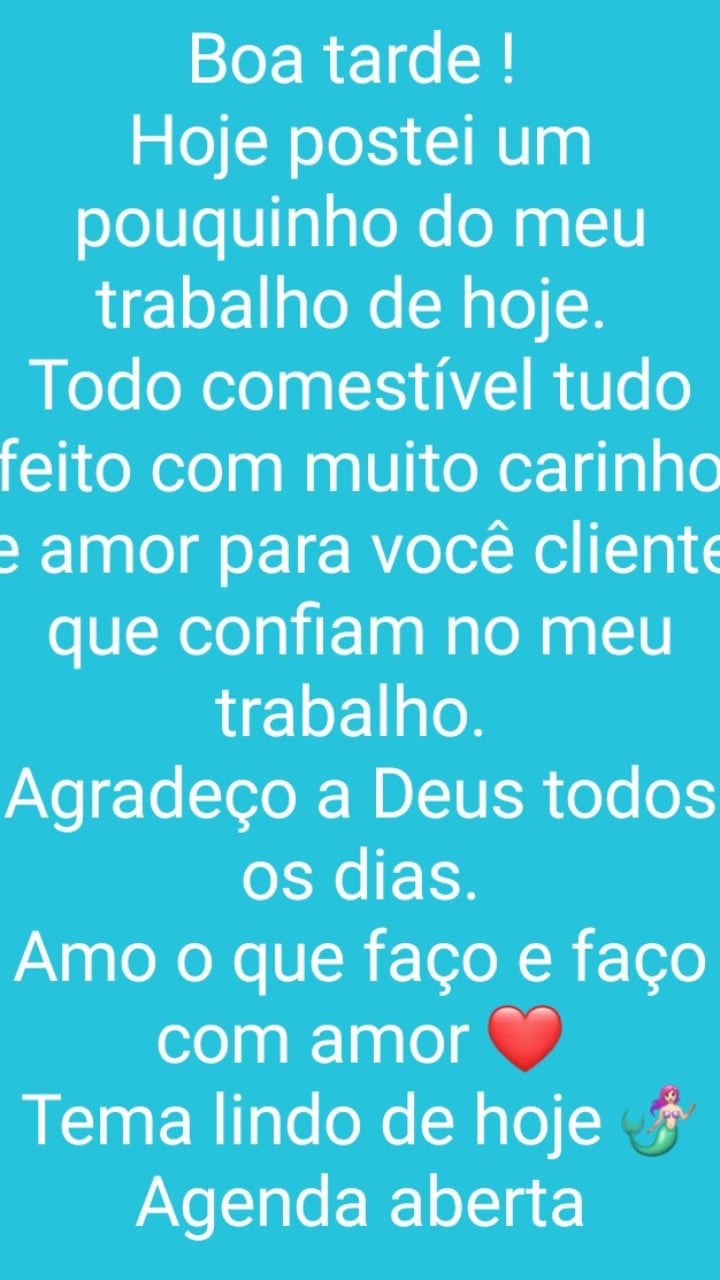 Boa tarde !
Hoje postei um
pouquinho do meu
trabalho de hoje.
Todo comestível tudo
feito com muito carinho
e amor para você cliente
que confiam no meu
trabalho.
Agradeço a Deus todos
os dias.
Amo o que faço e faço
com amor ❤️
Tema lindo de hoje 🧜🏻‍♀️
Agenda aberta